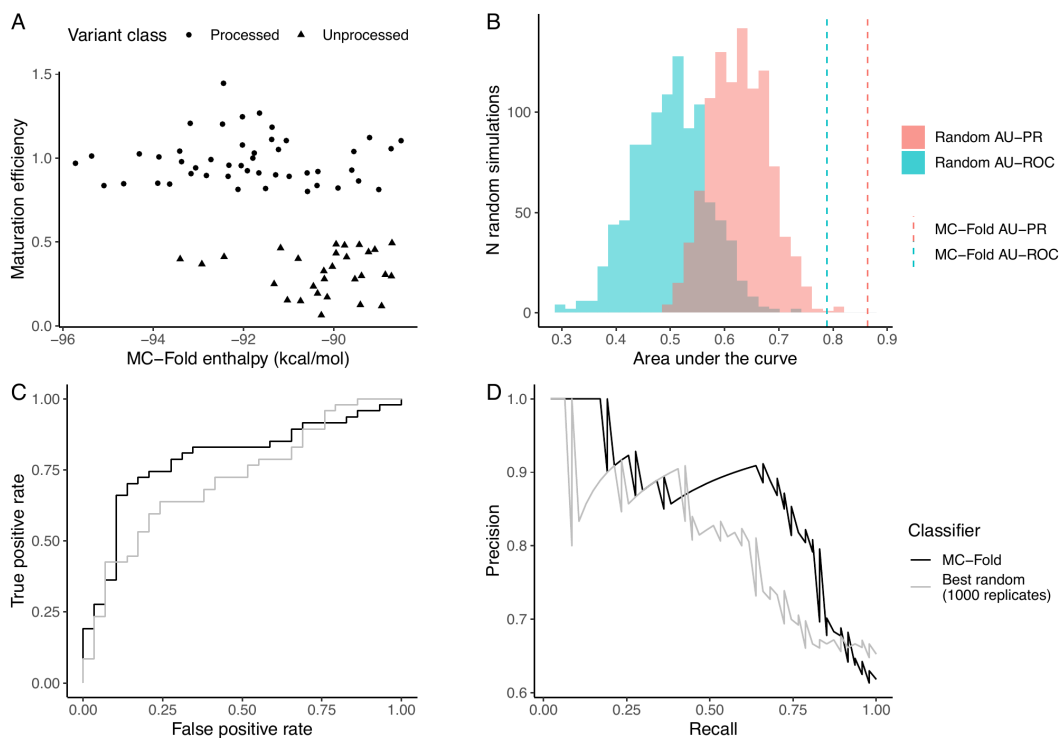 A
Variant class
Processed
Unprocessed
Maturation efficiency
1.5
1.0
0.5
0.0
−96
−94
−92
−90
MC−Fold enthalpy (kcal/mol)
B
N random simulations
100
50
0
0.3
0.4
0.5
0.6
0.7
0.8
0.9
Area under the curve
Random AU−PR
Random AU−ROC
MC−Fold AU−PR
MC−Fold AU−ROC
C
True positive rate
1.00
0.75
0.50
0.25
0.00
0.00
0.25
0.50
0.75
1.00
False positive rate
D
Precision
1.0
0.9
0.8
0.7
0.6
0.00
0.25
0.50
0.75
1.00
Recall
Classifier
MC−Fold
Best random
(1000 replicates)